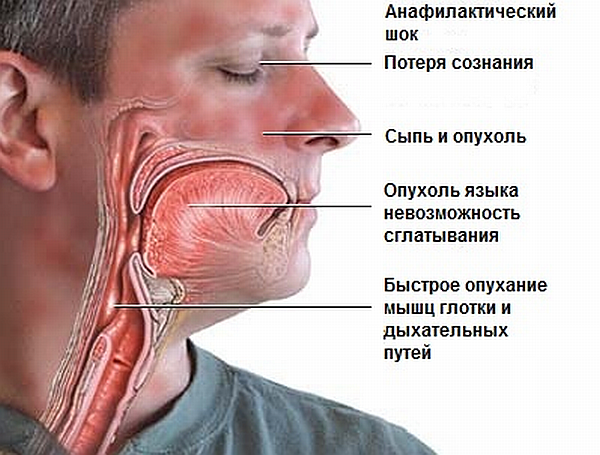 Анафилактический
шок
Потеря сознания
Сыпь и опухоль
Опухоль языка
невозможность
сглатывания
Быстрое опухание
мышц глотки и
дыхательных
путей